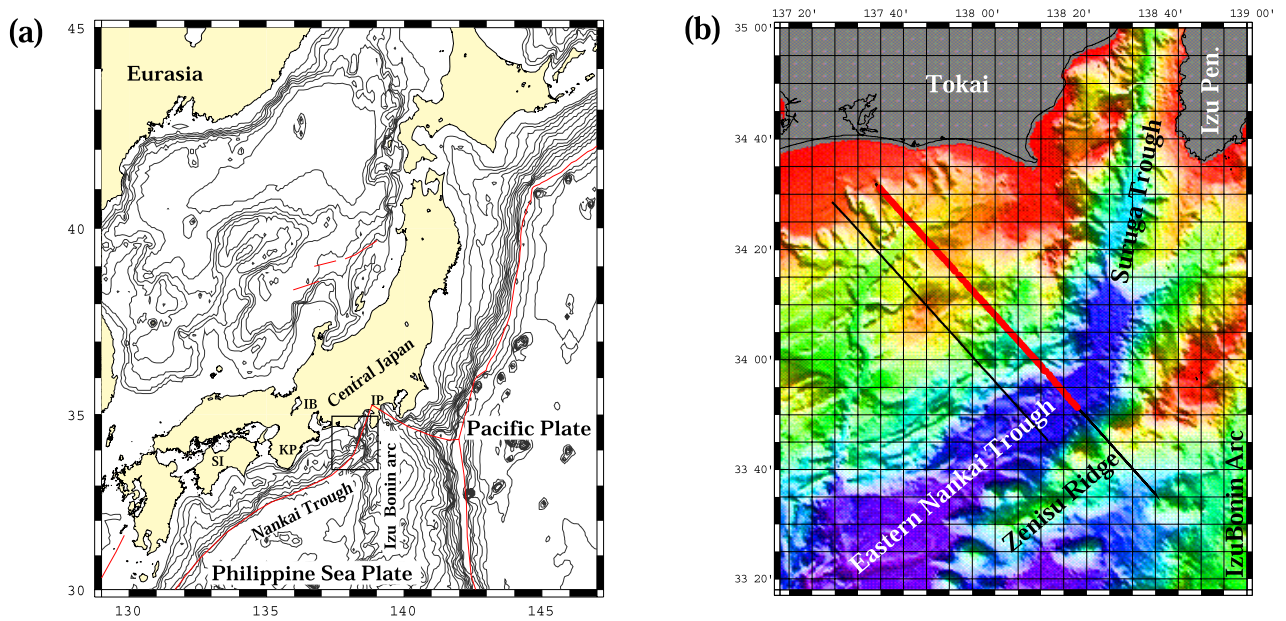 (a)
45
40
35
30
130
135
140
145
Eurasia
Central Japan
IB
IP
KP
SI
Pacific Plate
Nankai Trough
Izu Bonin arc
Philippine Sea Plate
(b)
137 20'
137 40'
138 00'
138 20'
138 40'
139 00'
35 00'
34 40'
34 20'
34 00'
33 40'
33 20'
Tokai
Izu Pen.
Suruga Trough
Eastern Nankai Trough
Zenisu Ridge
IzuBonin Arc